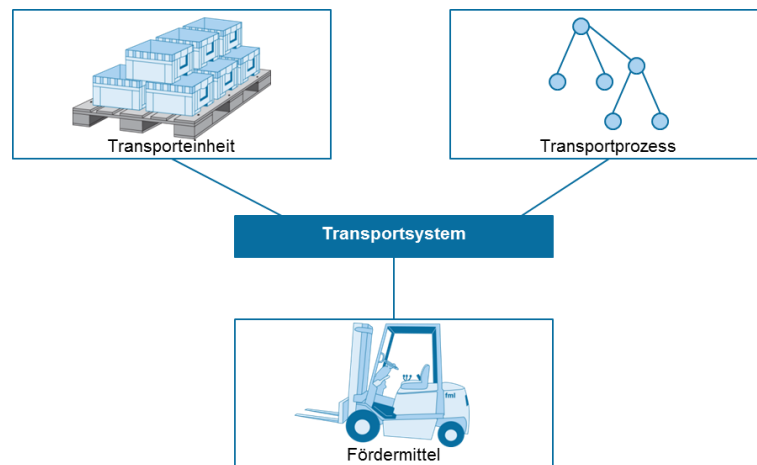 Transporteinheit
Transportprozess
Transportsystem
fml
Fördermittel